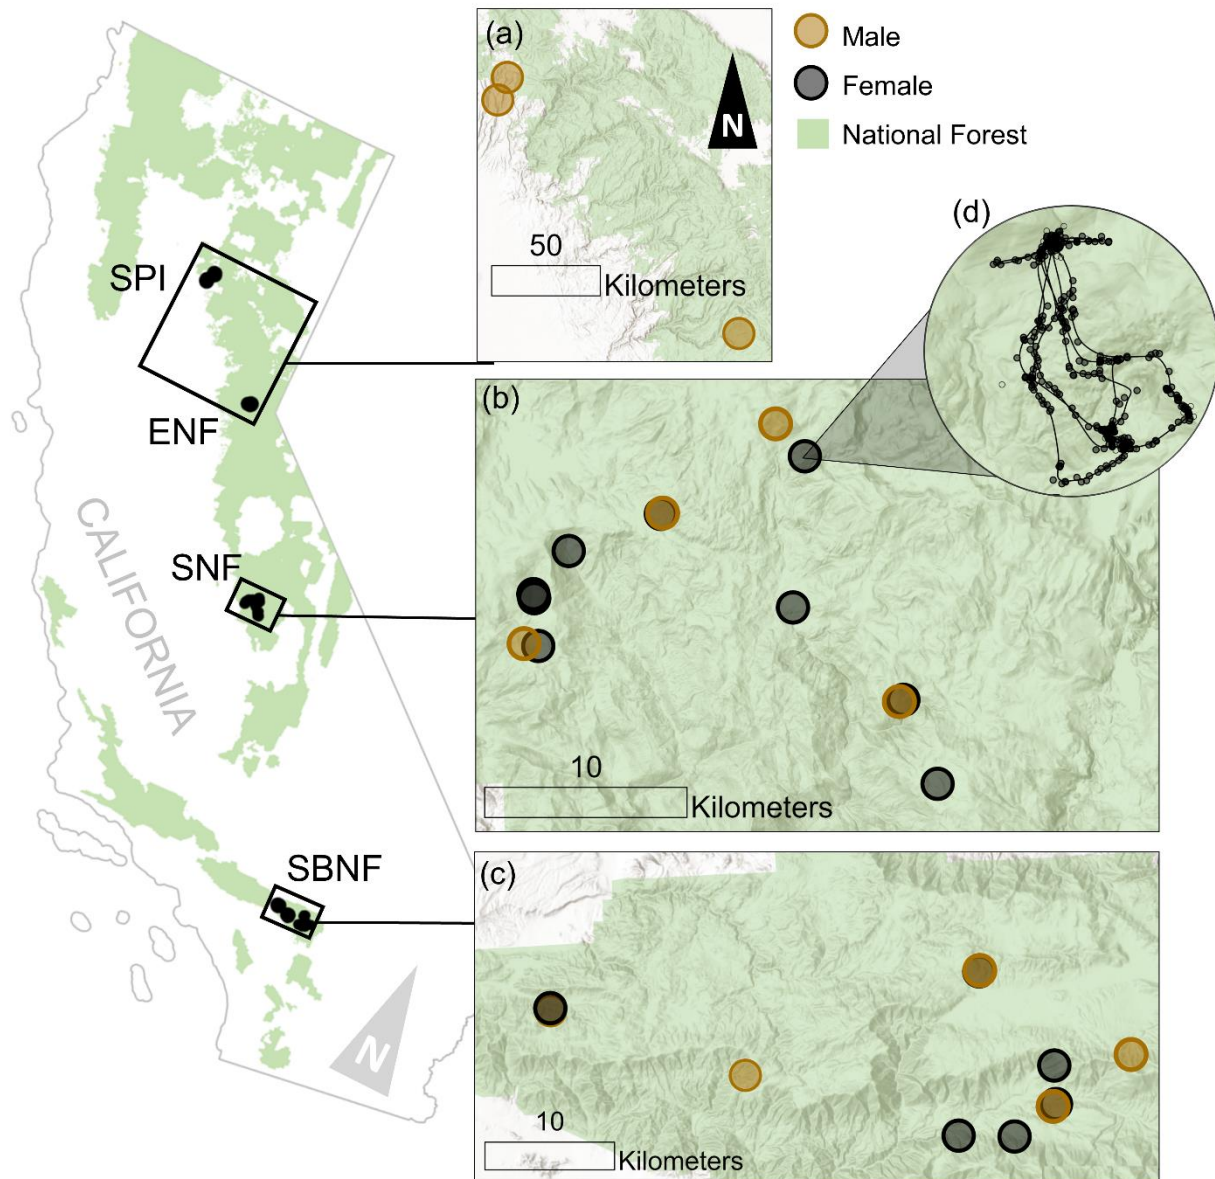 (a)
N
50
Kilometers
Male
Female
National Forest
(d)
SPI
ENF
CALIFORNIA
SNF
SBNF
N
(b)
10
Kilometers
(c)
10
Kilometers